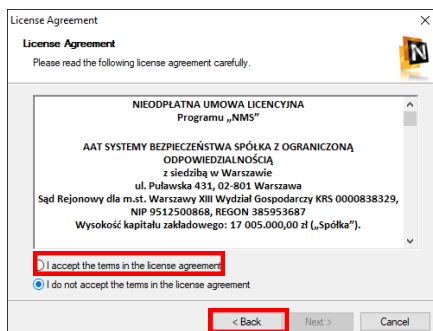 License Agreement
License Agreement
Please read the following license agreement carefully.
N
NIEODPŁATNA UMOWA LICENCYJNA
Programu „NMS”
AAT SYSTEMY BEZPIECZEŃSTWA SPÓŁKA Z OGRANICZONĄ
ODPOWIEDZIALNOŚCIĄ
z siedzibą w Warszawie
ul. Puławska 431, 02-801 Warszawa
Sąd Rejonowy dla m.st. Warszawy XIII Wydział Gospodarczy KRS 0000838329,
NIP 9512500868, REGON 385953687
Wysokość kapitału zakładowego: 17 005.000,00 zł („Spółka”).
I accept the terms in the license agreement
I do not accept the terms in the license agreement
< Back Next > Cancel